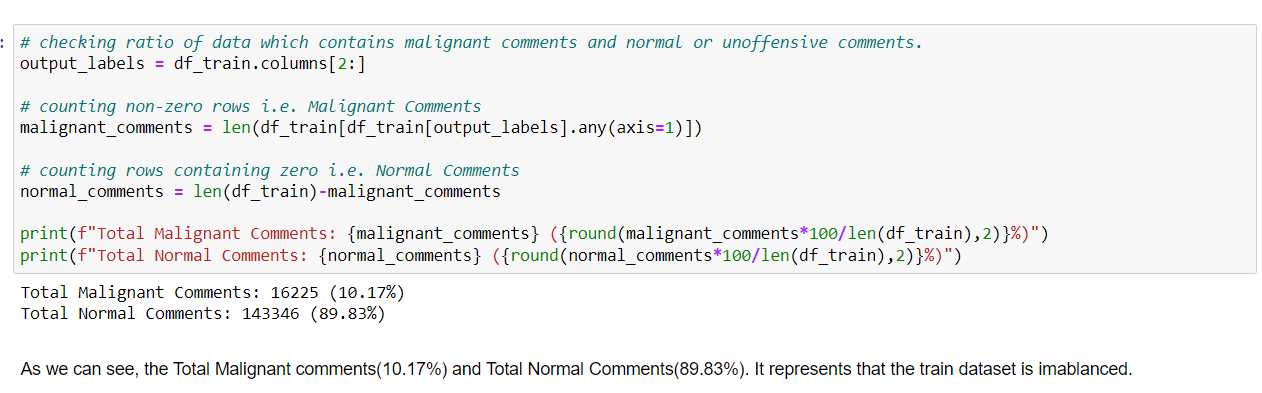 : # checking ratio of data which contains malignant comments and normal or unoffensive comments.
output_labels = df_train.columns[2:]
# counting non-zero rows i.e. Malignant Comments
malignant_comments = len(df_train[df_train[output_labels].any(axis=1)])
# counting rows containing zero i.e. Normal Comments
normal_comments = len(df_train)-malignant_comments
print(f"Total Malignant Comments: {malignant_comments} ({round(malignant_comments*100/len(df_train),2)}%)")
print(f"Total Normal Comments: {normal_comments} ({round(normal_comments*100/len(df_train),2)}%)")
Total Malignant Comments: 16225 (10.17%)
Total Normal Comments: 143346 (89.83%)
As we can see, the Total Malignant comments(10.17%) and Total Normal Comments(89.83%). It represents that the train dataset is imablanced.